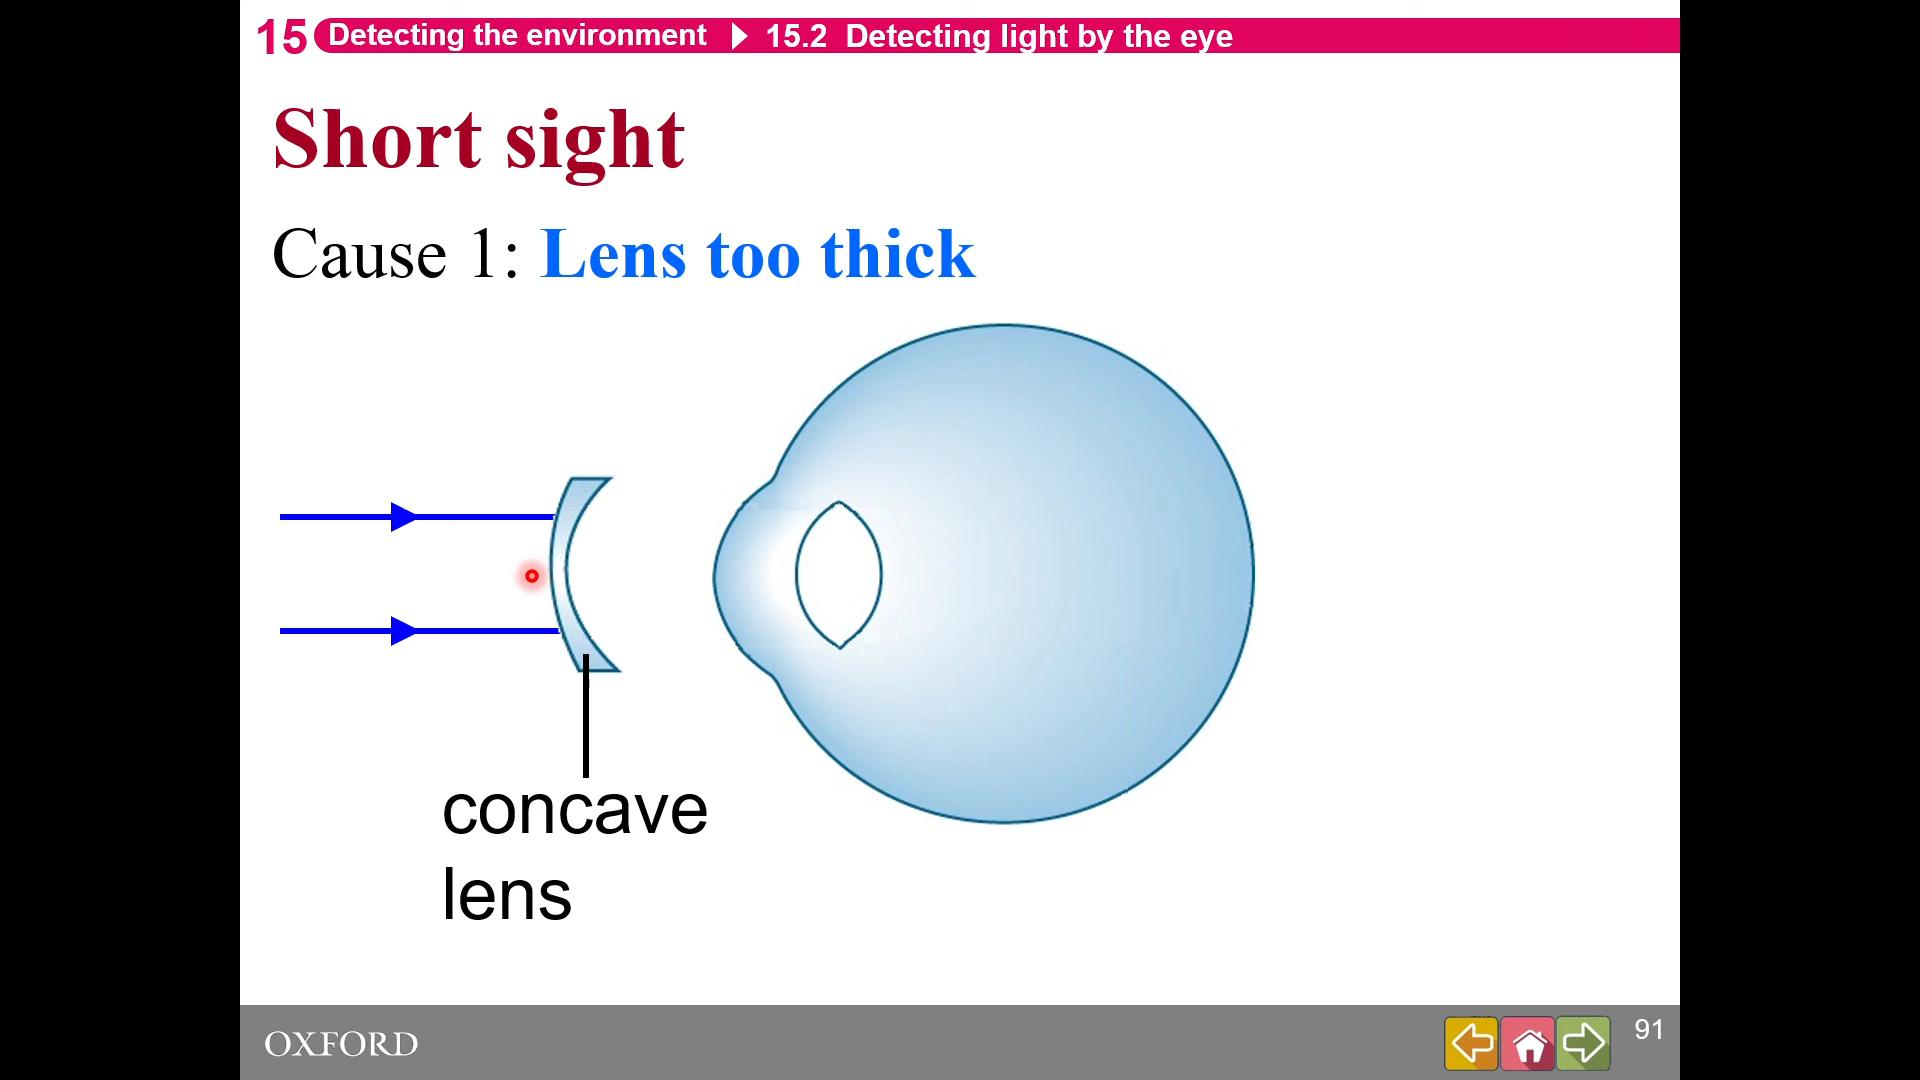 15 Detecting the environment 15.2 Detecting light by the eye
Short sight
Cause 1: Lens too thick
concave
lens
OXFORD
91